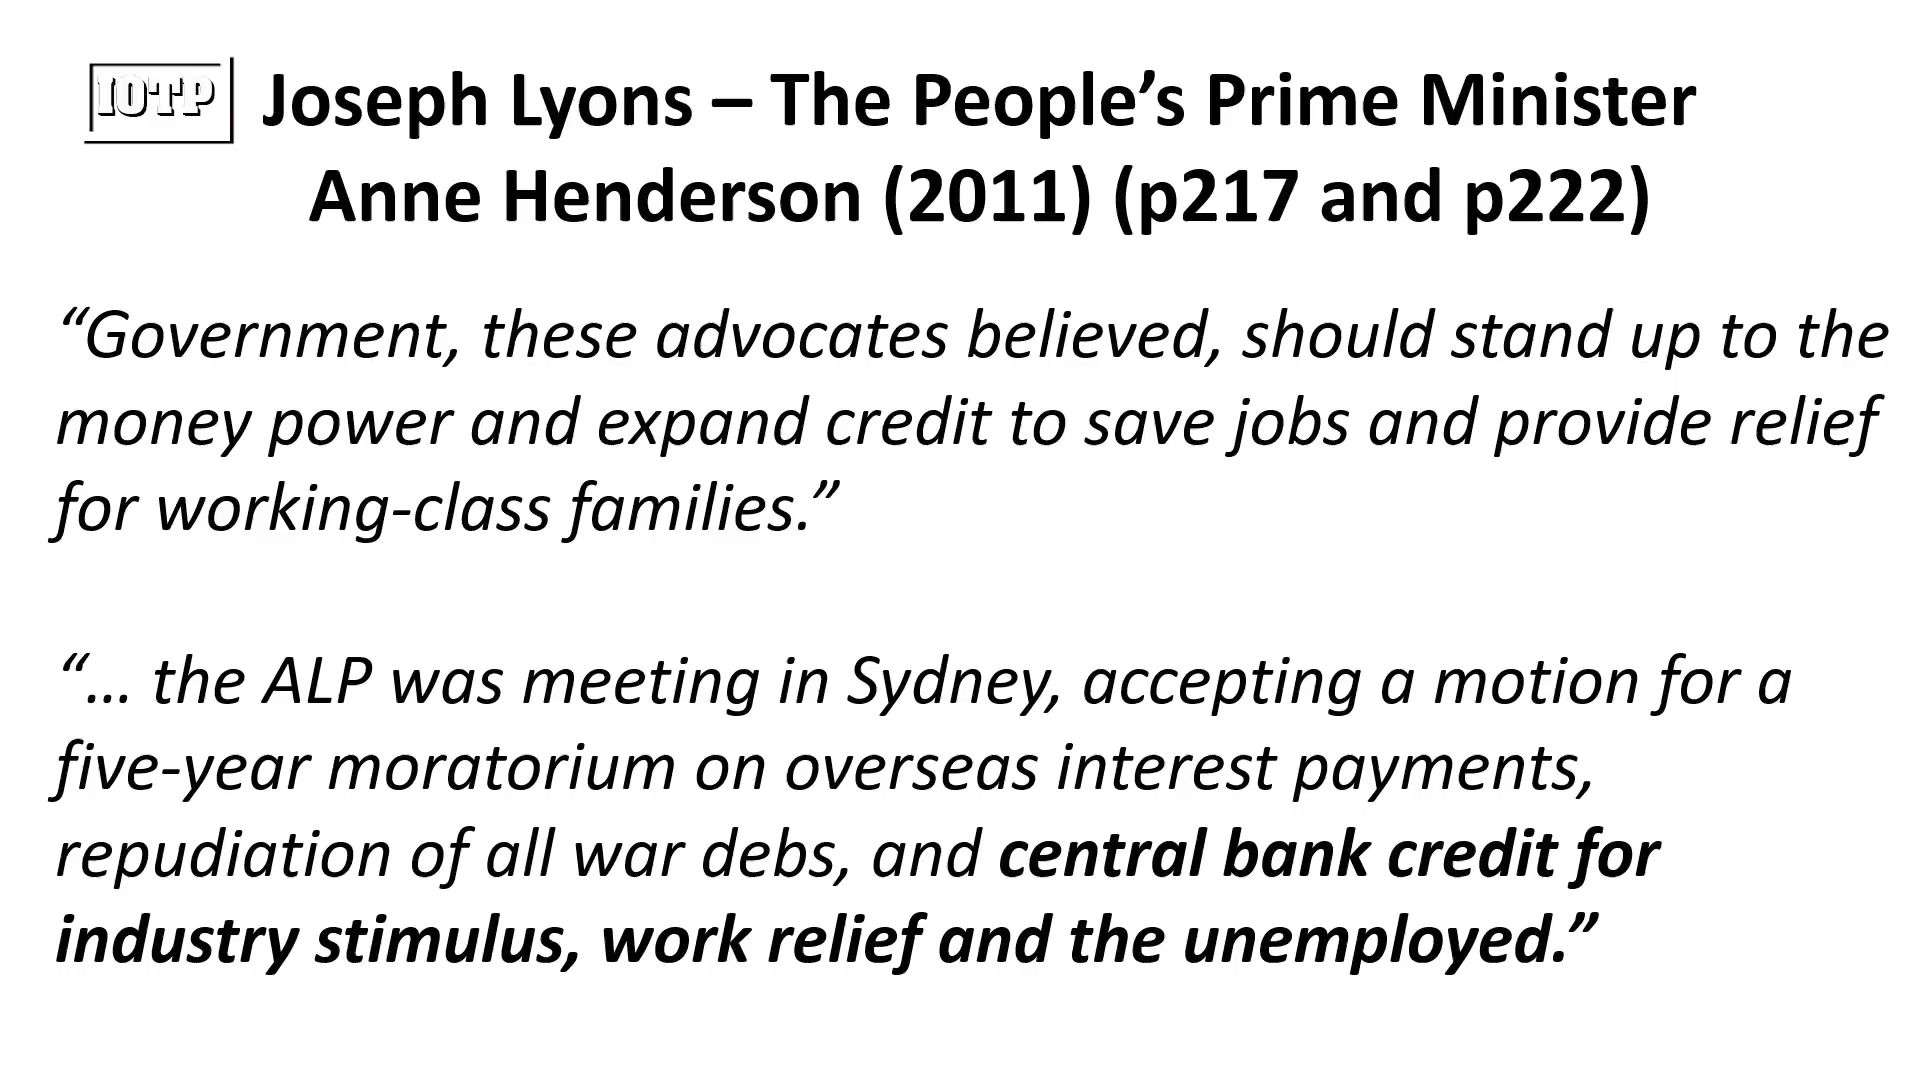 IOTP
Joseph Lyons – The People’s Prime Minister
Anne Henderson (2011) (p217 and p222)
“Government, these advocates believed, should stand up to the
money power and expand credit to save jobs and provide relief
for working-class families.”
“… the ALP was meeting in Sydney, accepting a motion for a
five-year moratorium on overseas interest payments,
repudiation of all war debs, and central bank credit for
industry stimulus, work relief and the unemployed.”